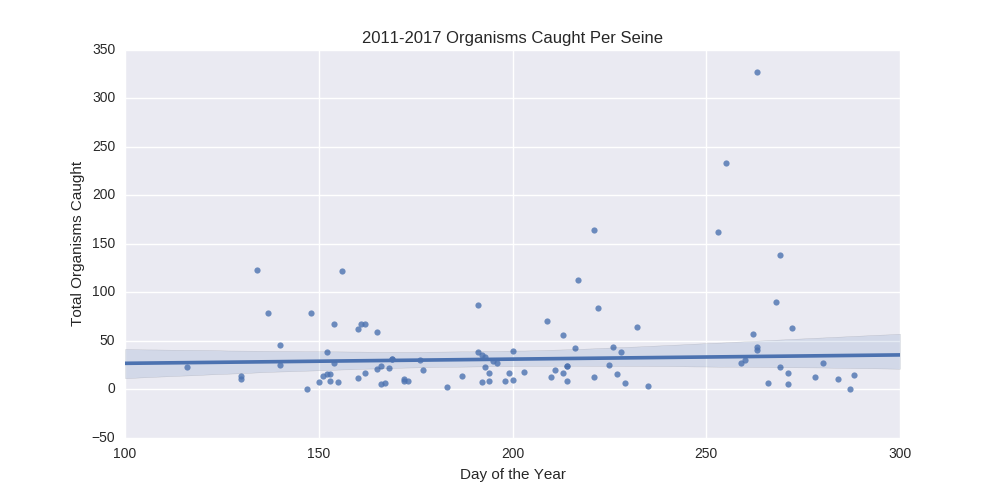 2011-2017 Organisms Caught Per Seine
350
300
250
200
150
100
50
0
−50
Total Organisms Caught
100 150 200 250 300
Day of the Year